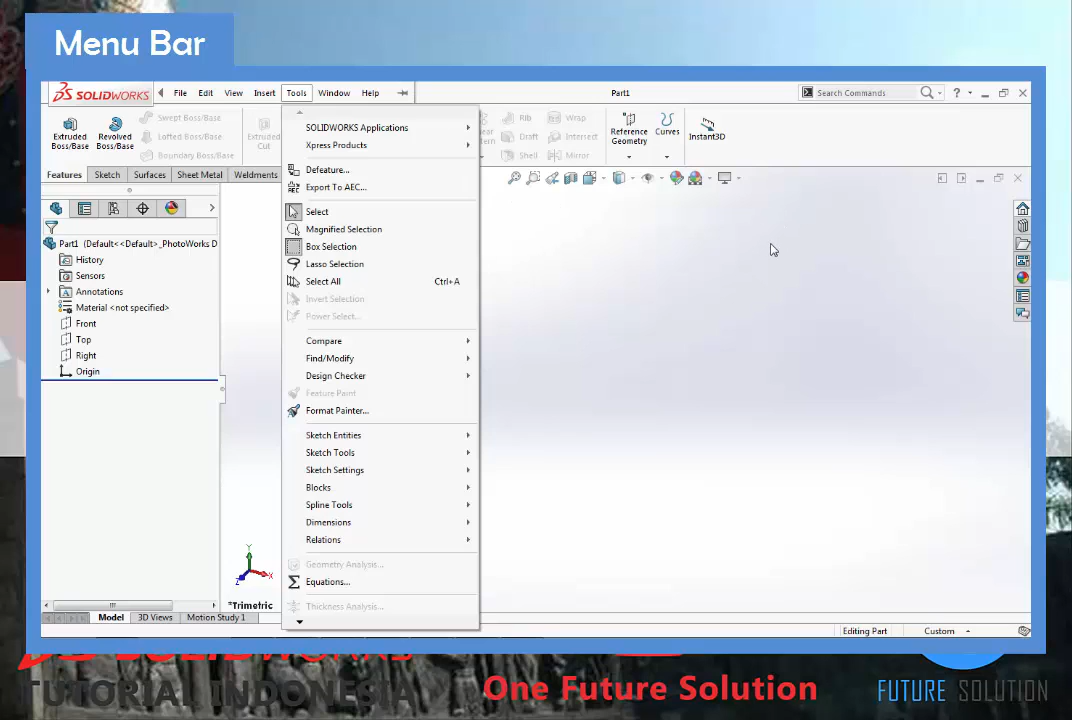 Menu Bar
SOLIDWORKS
File Edit View Insert Tools Window Help
Part1
Search Commands
?
Extruded Boss/Base
Revolved Boss/Base
Swept Boss/Base
Lofted Boss/Base
Boundary Boss/Base
Extruded Cut
Rib
Draft
Shell
Wrap
Intersect
Mirror
Reference Geometry
Curves
Instant3D
Features Sketch Surfaces Sheet Metal Weldments
Part1 (Default<<Default>_PhotoWorks D
History
Sensors
Annotations
Material <not specified>
Front
Top
Right
Origin
SOLIDWORKS Applications
Xpress Products
Defeature...
Export To AEC...
Select
Magnified Selection
Box Selection
Lasso Selection
Select All Ctrl+A
Invert Selection
Power Select...
Compare
Find/Modify
Design Checker
Feature Paint
Format Painter...
Sketch Entities
Sketch Tools
Sketch Settings
Blocks
Spline Tools
Dimensions
Relations
Geometry Analysis...
Equations...
Thickness Analysis...
Y
Z
X
*Trimetric
Model 3D Views Motion Study 1
Editing Part
Custom
TUTORIAL INDONESIA
One Future Solution
FUTURE SOLUTION